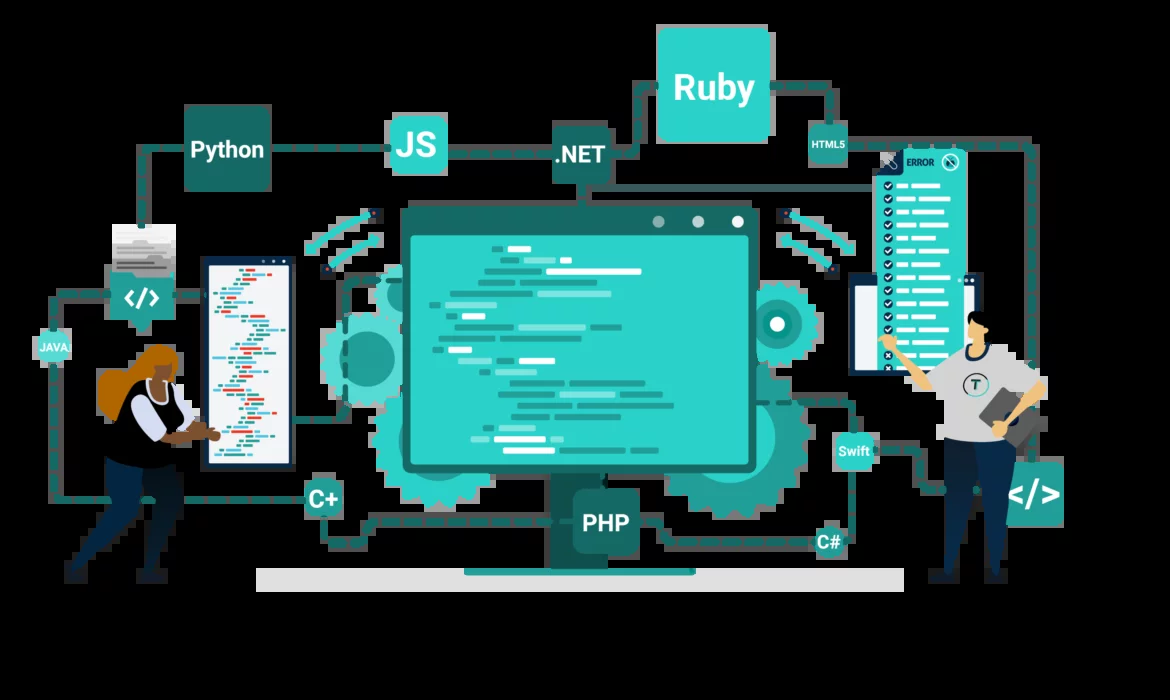 Ruby
Python
JS
.NET
HTML5
ERROR
</>
JAVA
Swift
T
C+
</>
PHP
C#